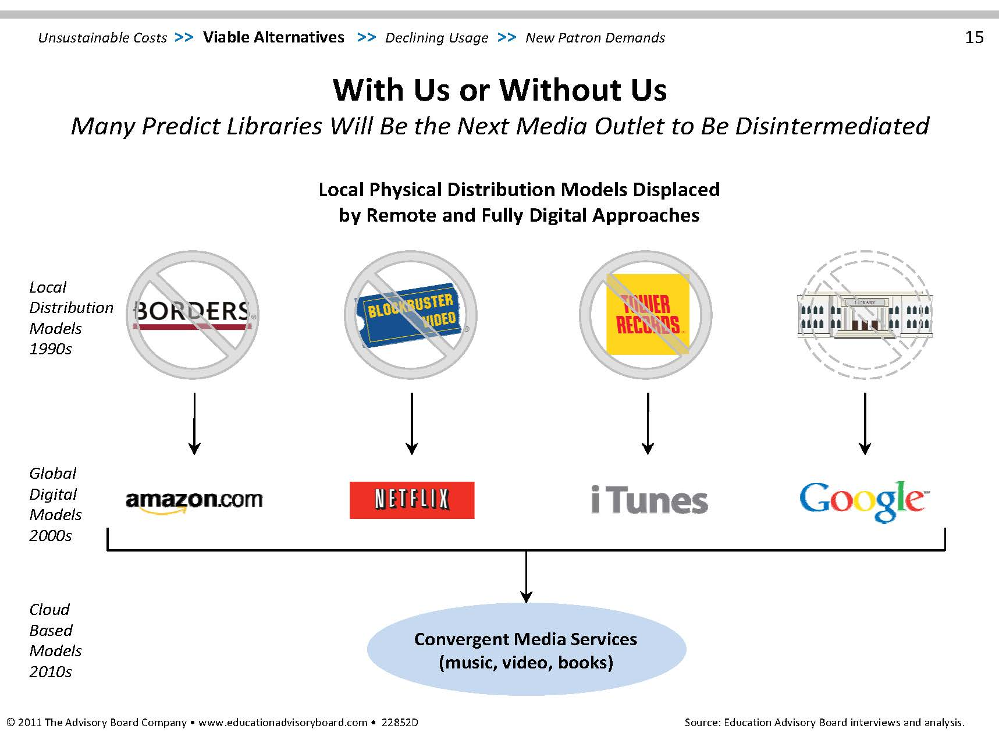 Unsustainable Costs >> Viable Alternatives >> Declining Usage >> New Patron Demands
15
With Us or Without Us
Many Predict Libraries Will Be the Next Media Outlet to Be Disintermediated
Local Physical Distribution Models Displaced
by Remote and Fully Digital Approaches
Local
Distribution
Models
1990s
BORDERS®
BLOCKBUSTER
VIDEO®
TOWER
RECORDS
LIBRARY
Global
Digital
Models
2000s
amazon.com
NETFLIX
iTunes
Google™
Cloud
Based
Models
2010s
Convergent Media Services
(music, video, books)
© 2011 The Advisory Board Company • www.educationadvisoryboard.com • 22852D
Source: Education Advisory Board interviews and analysis.